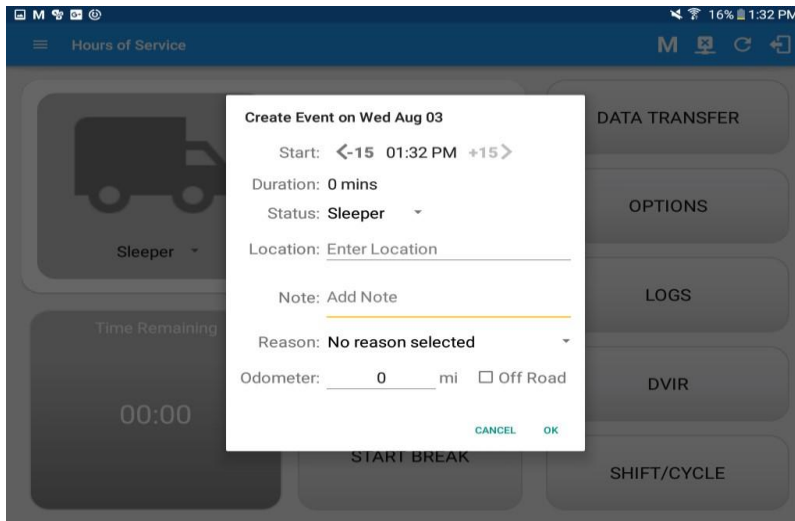 M 16% 1:32 PM
Hours of Service M
Create Event on Wed Aug 03
Start: -15 01:32 PM +15
Duration: 0 mins
Status: Sleeper
Location: Enter Location
Note: Add Note
Reason: No reason selected
Odometer: 0 mi Off Road
CANCEL OK
Sleeper
Time Remaining
00:00
START BREAK
DATA TRANSFER
OPTIONS
LOGS
DVIR
SHIFT/CYCLE